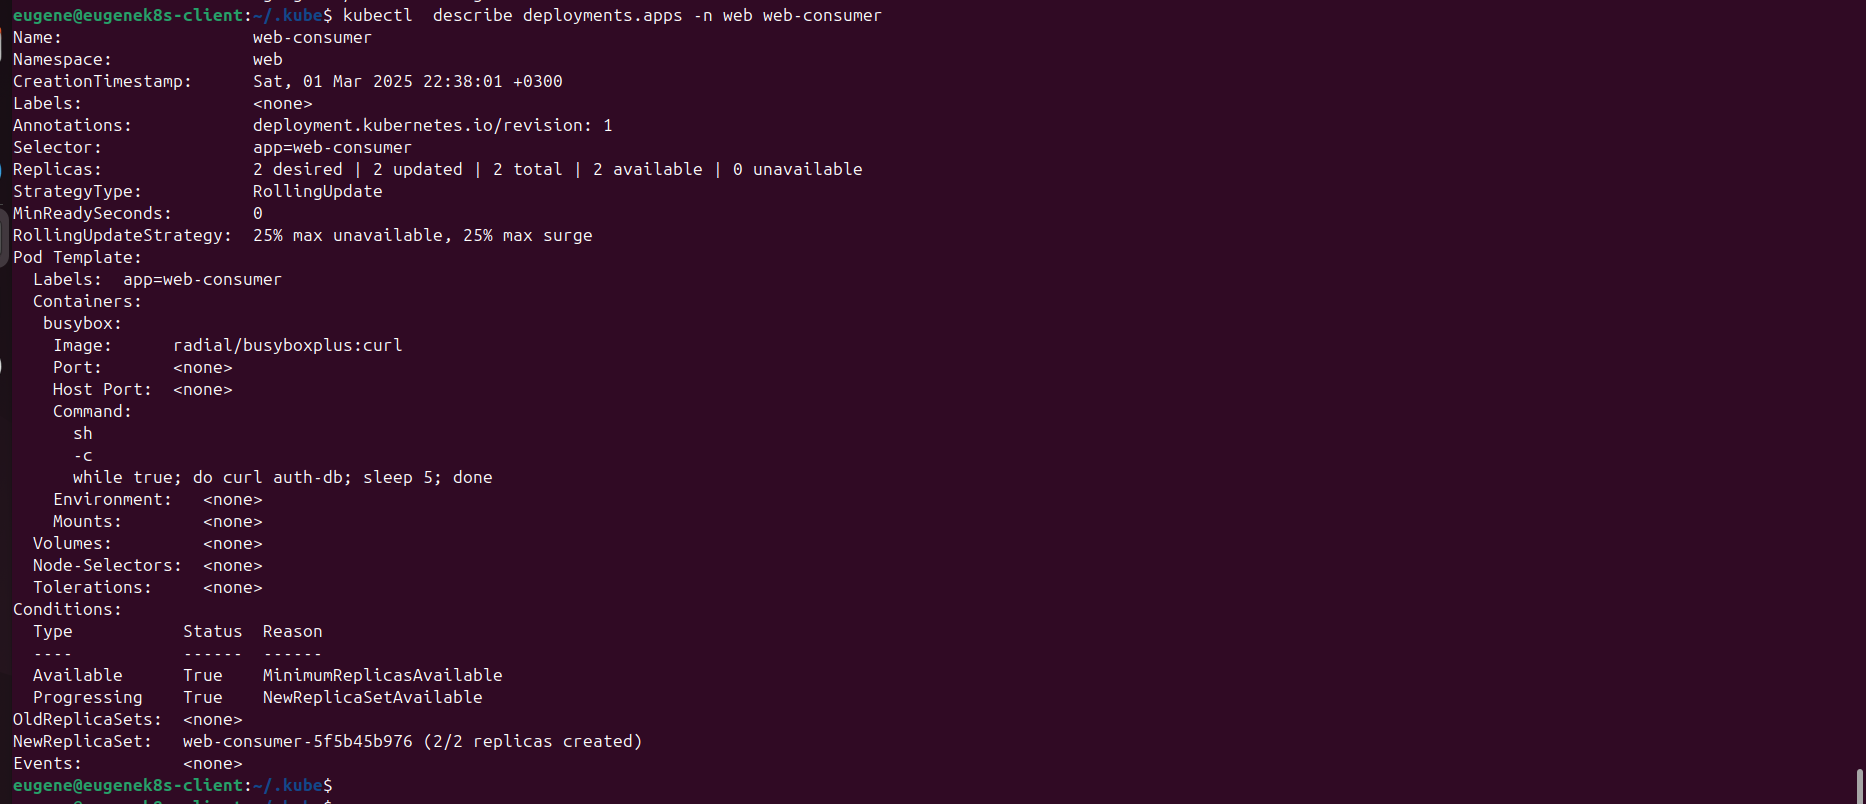 eugene@eugenek8s-client:~/.kube$ kubectl  describe deployments.apps -n web web-consumer
Name:                   web-consumer
Namespace:              web
CreationTimestamp:      Sat, 01 Mar 2025 22:38:01 +0300
Labels:                 <none>
Annotations:            deployment.kubernetes.io/revision: 1
Selector:               app=web-consumer
Replicas:               2 desired | 2 updated | 2 total | 2 available | 0 unavailable
StrategyType:           RollingUpdate
MinReadySeconds:        0
RollingUpdateStrategy:  25% max unavailable, 25% max surge
Pod Template:
  Labels:  app=web-consumer
  Containers:
   busybox:
    Image:      radial/busyboxplus:curl
    Port:       <none>
    Host Port:  <none>
    Command:
      sh
      -c
      while true; do curl auth-db; sleep 5; done
    Environment:   <none>
    Mounts:        <none>
  Volumes:         <none>
  Node-Selectors:  <none>
  Tolerations:     <none>
Conditions:
  Type           Status  Reason
  ----           ------  ------
  Available      True    MinimumReplicasAvailable
  Progressing    True    NewReplicaSetAvailable
OldReplicaSets:  <none>
NewReplicaSet:   web-consumer-5f5b45b976 (2/2 replicas created)
Events:          <none>
eugene@eugenek8s-client:~/.kube$